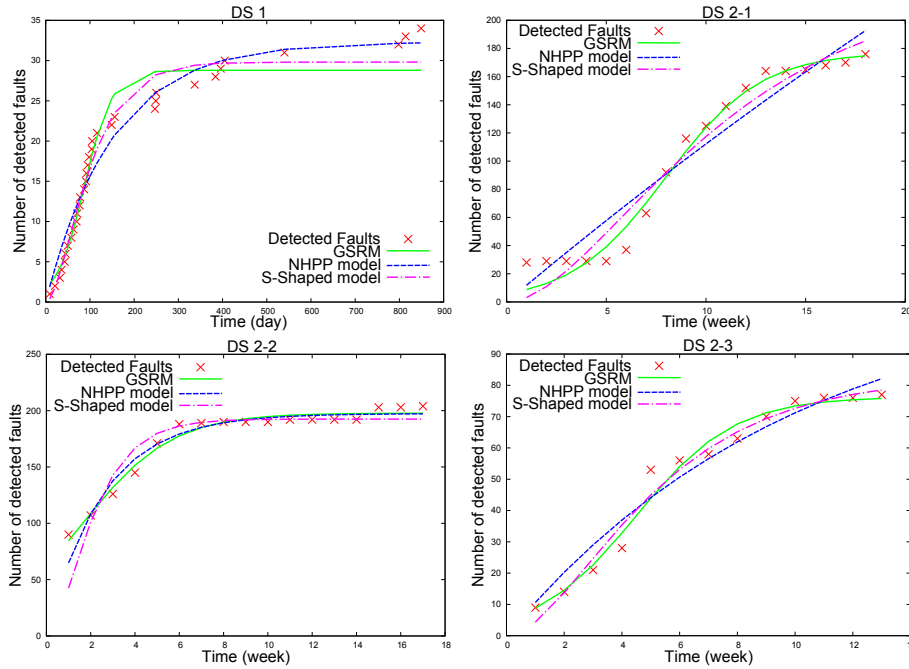 DS 1
Number of detected faults
35
30
25
20
15
10
5
0
Detected Faults
GSRM
NHPP model
S-Shaped model
0 100 200 300 400 500 600 700 800 900
Time (day)
DS 2-1
Number of detected faults
200
180
160
140
120
100
80
60
40
20
0
Detected Faults
GSRM
NHPP model
S-Shaped model
0 5 10 15 20
Time (week)
DS 2-2
Number of detected faults
250
200
150
100
50
0
Detected Faults
GSRM
NHPP model
S-Shaped model
0 2 4 6 8 10 12 14 16 18
Time (week)
DS 2-3
Number of detected faults
90
80
70
60
50
40
30
20
10
0
Detected Faults
GSRM
NHPP model
S-Shaped model
0 2 4 6 8 10 12
Time (week)